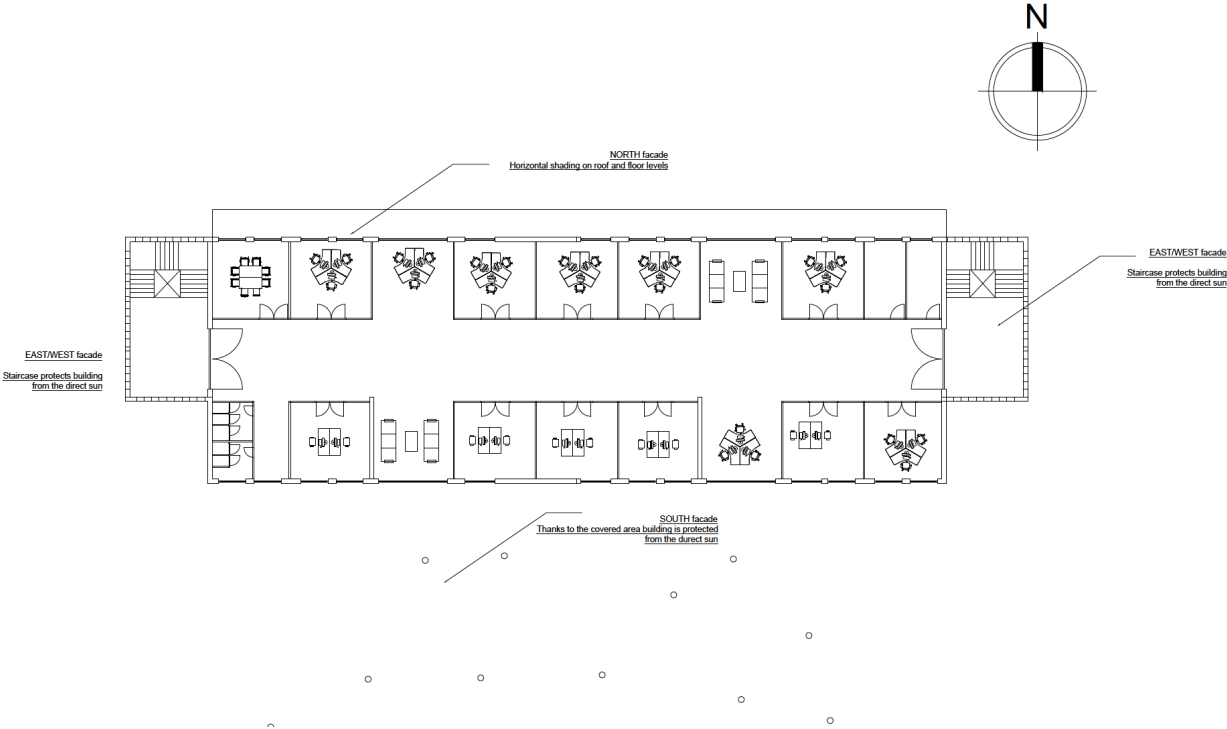 N
NORTH facade
Horizontal shading on roof and floor levels
EAST/WEST facade
Staircase protects building
from the direct sun
EAST/WEST facade
Staircase protects building
from the direct sun
SOUTH facade
Thanks to the covered area building is protected
from the durect sun